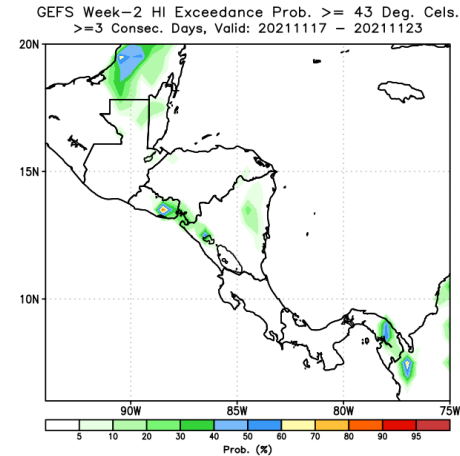 GEFS Week-2 HI Exceedance Prob. >= 43 Deg. Cels.
>=3 Consec. Days, Valid: 20211117 - 20211123
20N
15N
10N
90W 85W 80W 75W
5 10 20 30 40 50 60 70 80 90 95
Prob. (%)